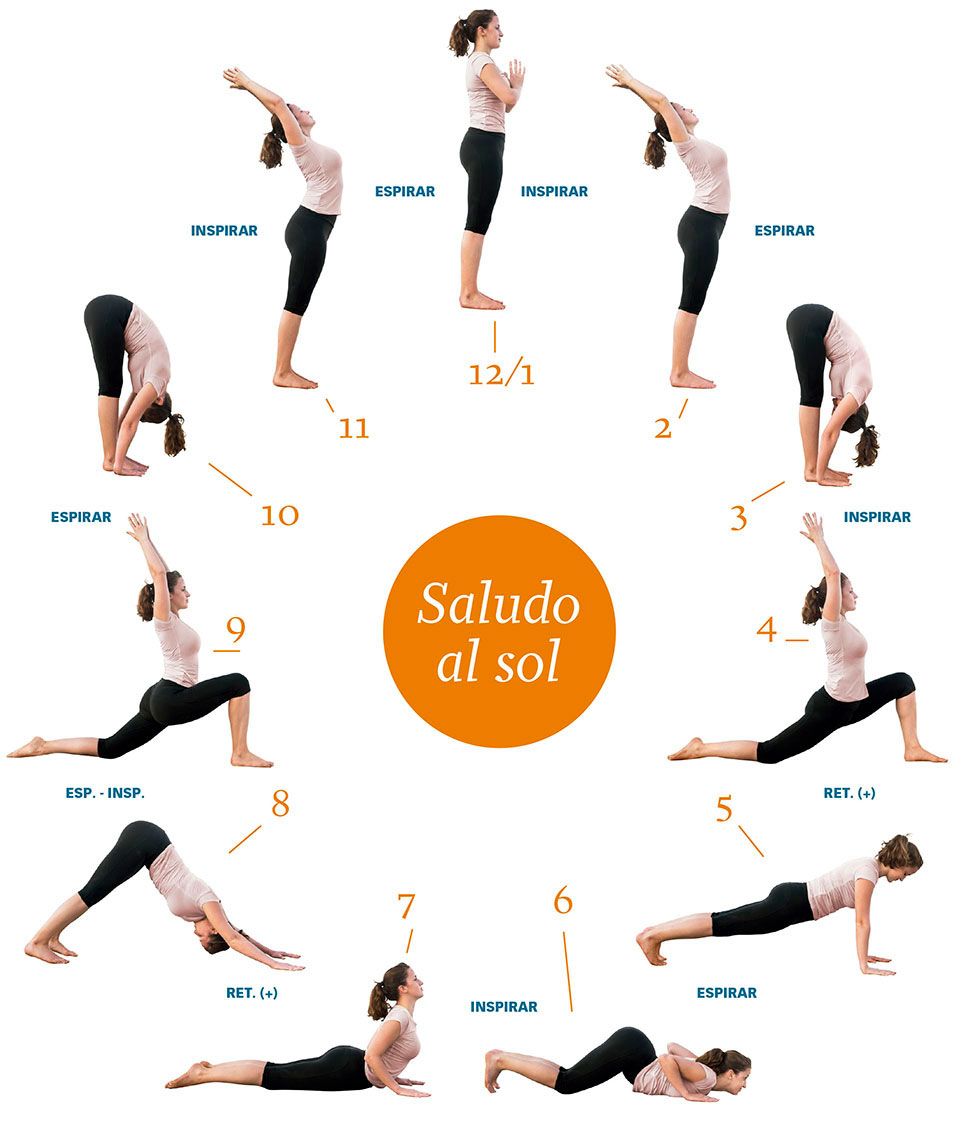 ESPIRAR
INSPIRAR
INSPIRAR
ESPIRAR
12/1
11
2
10
3
ESPIRAR
INSPIRAR
Saludo
al sol
9
4
ESP. - INSP.
RET. (+)
8
5
7
6
RET. (+)
ESPIRAR
INSPIRAR